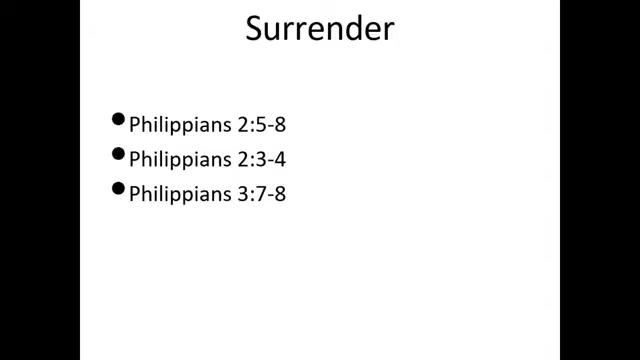 Surrender
• Philippians 2:5-8
• Philippians 2:3-4
• Philippians 3:7-8